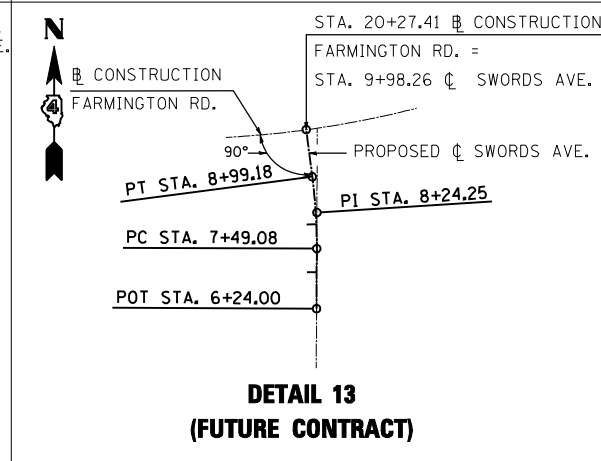 N
4
STA. 20+27.41 ⅊ CONSTRUCTION
FARMINGTON RD. =
STA. 9+98.26 ℄ SWORDS AVE.
⅊ CONSTRUCTION
FARMINGTON RD.
90°
PROPOSED ℄ SWORDS AVE.
PT STA. 8+99.18
PI STA. 8+24.25
PC STA. 7+49.08
POT STA. 6+24.00
DETAIL 13
(FUTURE CONTRACT)